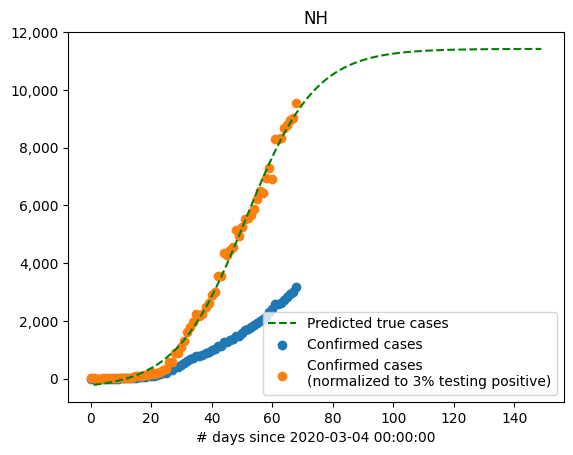 NH
12,000
10,000
8,000
6,000
4,000
2,000
0
Predicted true cases
Confirmed cases
Confirmed cases
(normalized to 3% testing positive)
0 20 40 60 80 100 120 140
# days since 2020-03-04 00:00:00